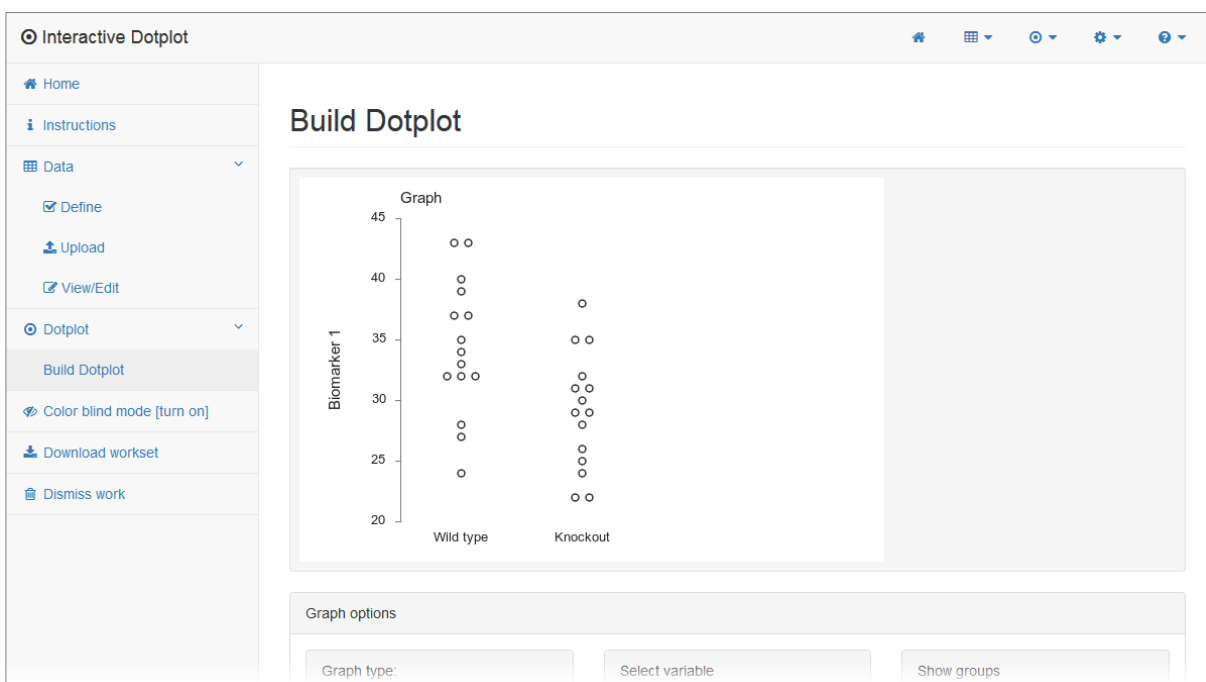 Interactive Dotplot
Home
Instructions
Data
Define
Upload
View/Edit
Dotplot
Build Dotplot
Color blind mode [turn on]
Download workset
Dismiss work
Build Dotplot
Graph
45
40
35
30
25
20
Biomarker 1
Wild type
Knockout
Graph options
Graph type:
Select variable
Show groups